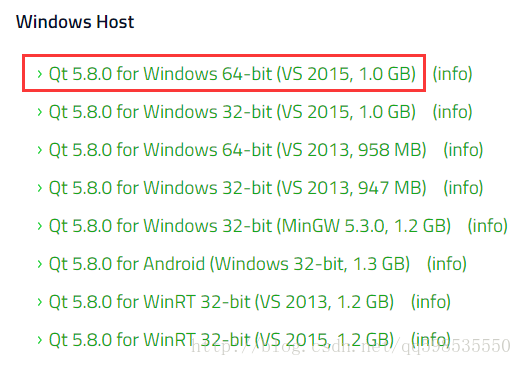 Windows Host
› Qt 5.8.0 for Windows 64-bit (VS 2015, 1.0 GB) (info)
› Qt 5.8.0 for Windows 32-bit (VS 2015, 1.0 GB) (info)
› Qt 5.8.0 for Windows 64-bit (VS 2013, 958 MB) (info)
› Qt 5.8.0 for Windows 32-bit (VS 2013, 947 MB) (info)
› Qt 5.8.0 for Windows 32-bit (MinGW 5.3.0, 1.2 GB) (info)
› Qt 5.8.0 for Android (Windows 32-bit, 1.3 GB) (info)
› Qt 5.8.0 for WinRT 32-bit (VS 2013, 1.2 GB) (info)
› Qt 5.8.0 for WinRT 32-bit (VS 2015, 1.2 GB) (info)
http://blog.csdn.net/qq598535550